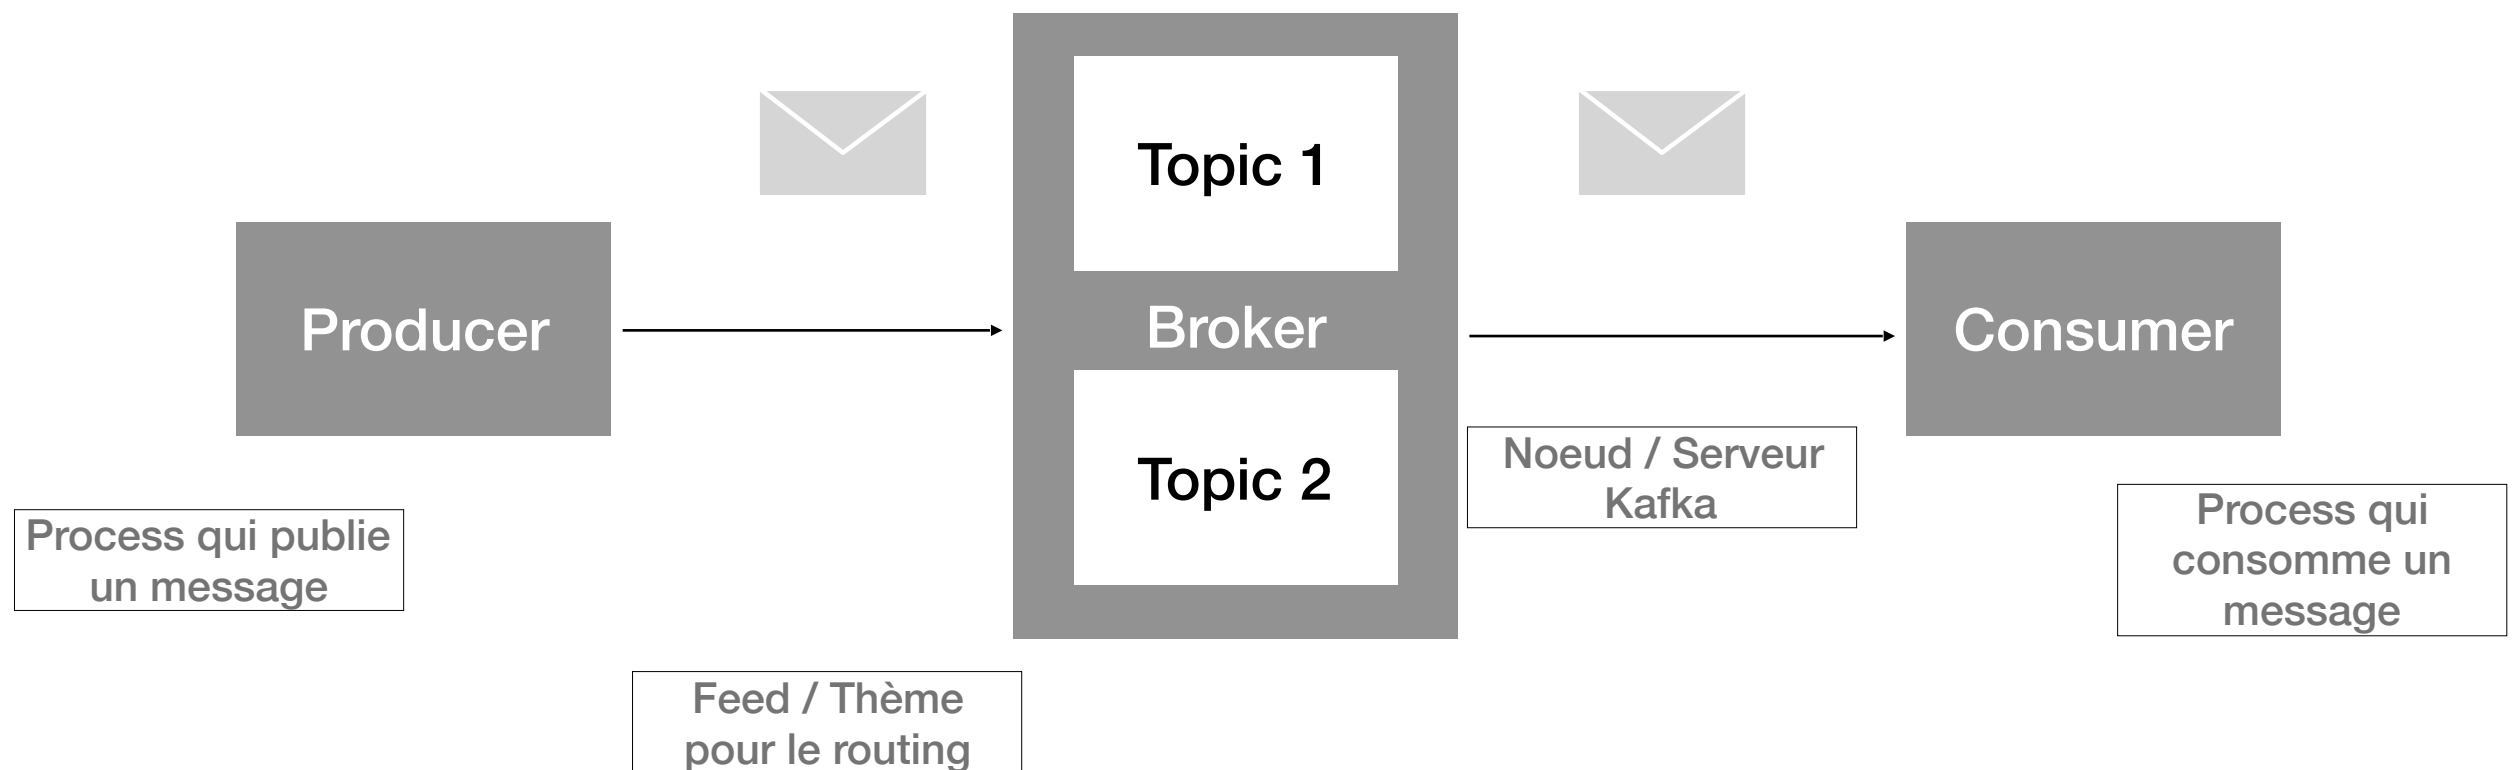 Topic 1
Producer
Broker
Consumer
Topic 2
Noeud / Serveur
Kafka
Process qui publie
un message
Process qui
consomme un
message
Feed / Thème
pour le routing